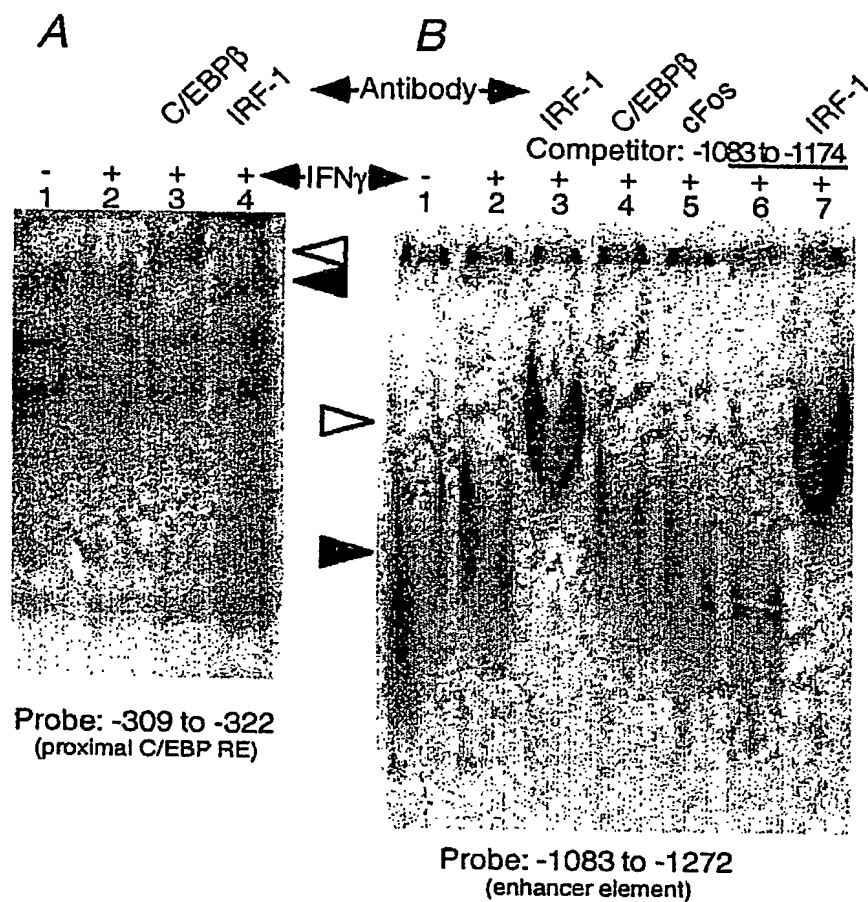 A
B
C/EBPβ
IRF-1
Antibody
IRF-1
C/EBPβ
cFos
IRF-1
Competitor: -1083 to -1174
- + + + IFNγ - + + + + + +
1 2 3 4 1 2 3 4 5 6 7
Probe: -309 to -322
(proximal C/EBP RE)
Probe: -1083 to -1272
(enhancer element)